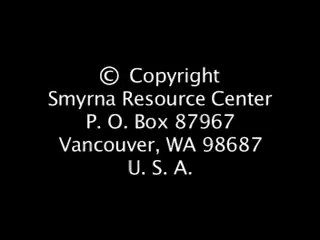 © Copyright
Smyrna Resource Center
P. O. Box 87967
Vancouver, WA 98687
U. S. A.